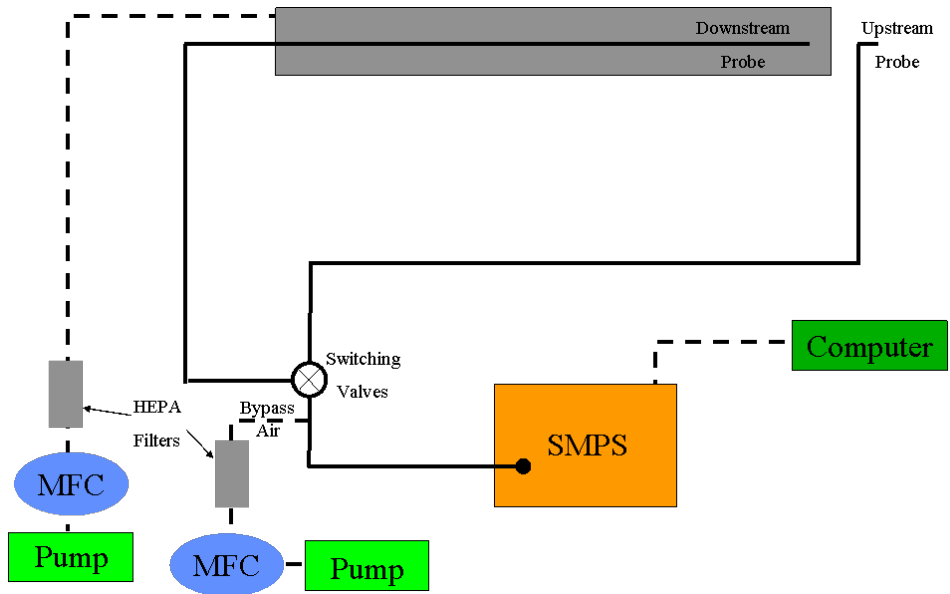 Downstream
Probe
Upstream
Probe
Switching
Valves
Computer
HEPA
Filters
Bypass
Air
SMPS
MFC
Pump
MFC
Pump